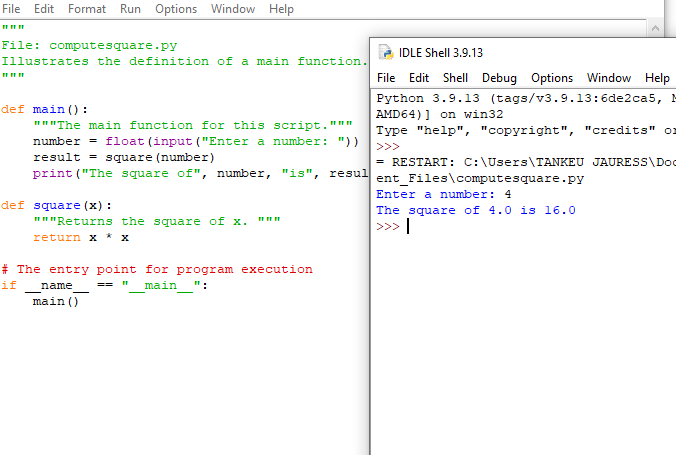 File Edit Format Run Options Window Help
"""
File: computesquare.py
Illustrates the definition of a main function.
"""
def main():
"""The main function for this script."""
number = float(input("Enter a number: "))
result = square(number)
print("The square of", number, "is", resul
def square(x):
"""Returns the square of x. """
return x * x
# The entry point for program execution
if __name__ == "__main__":
main()
IDLE Shell 3.9.13
File Edit Shell Debug Options Window Help
Python 3.9.13 (tags/v3.9.13:6de2ca5, M
AMD64)] on win32
Type "help", "copyright", "credits" or
>>>
= RESTART: C:\Users\TANKEU JAURESS\Doc
ent_Files\computesquare.py
Enter a number: 4
The square of 4.0 is 16.0
>>>